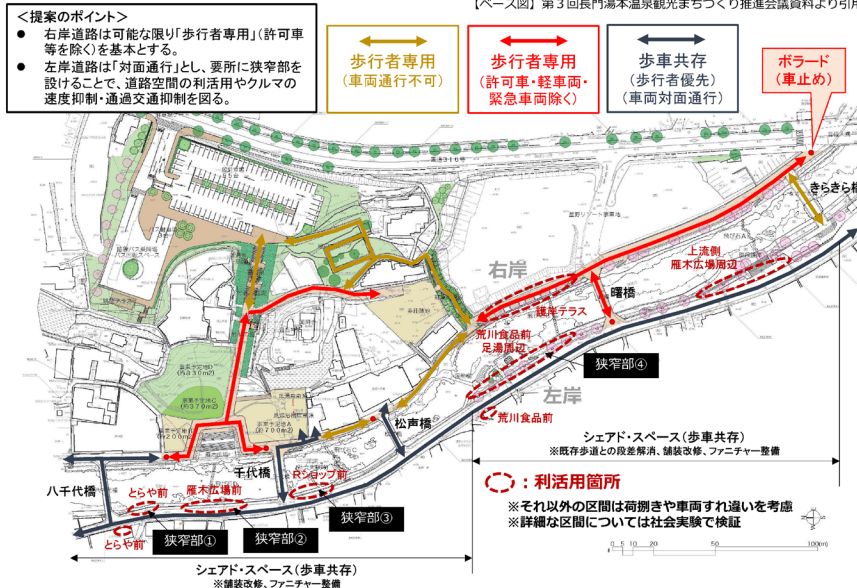 【ベース図】第3回長門湯本温泉観光まちづくり推進会議資料より引用
<提案のポイント>
● 右岸道路は可能な限り「歩行者専用」(許可車
等を除く)を基本とする。
● 左岸道路は「対面通行」とし、要所に狭窄部を
設けることで、道路空間の利活用やクルマの
速度抑制・通過交通抑制を図る。
歩行者専用
(車両通行不可)
歩行者専用
(許可車・軽車両・
緊急車両除く)
歩車共存
(歩行者優先)
(車両対面通行)
ボラード
(車止め)
きらきら橋
上流側
雁木広場周辺
右岸
曙橋
護岸テラス
荒川食品前
足湯周辺
狭窄部④
左岸
荒川食品前
松声橋
シェアド・スペース(歩車共存)
※既存歩道との段差解消、舗装改修、ファニチャー整備
千代橋
八千代橋
とらや前
雁木広場前
Rショップ前
狭窄部③
狭窄部②
狭窄部①
とらや前
:利活用箇所
※それ以外の区間は荷捌きや車両すれ違いを考慮
※詳細な区間については社会実験で検証
0 5 10 20 50 100(m)
シェアド・スペース(歩車共存)
※舗装改修、ファニチャー整備